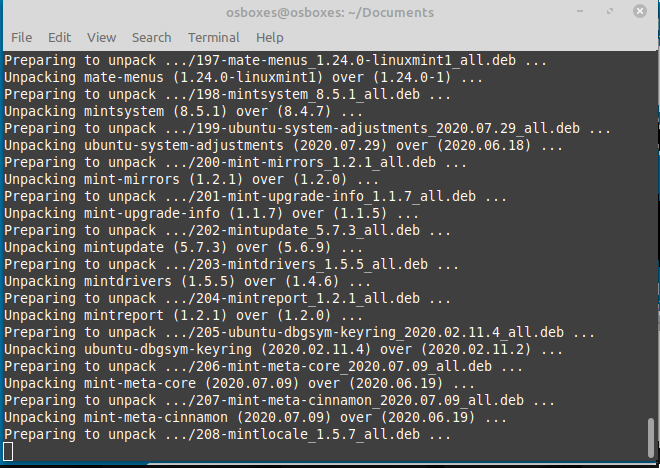 osboxes@osboxes: ~/Documents
File Edit View Search Terminal Help
Preparing to unpack .../197-mate-menus_1.24.0-linuxmint1_all.deb ...
Unpacking mate-menus (1.24.0-linuxmint1) over (1.24.0-1) ...
Preparing to unpack .../198-mintsystem_8.5.1_all.deb ...
Unpacking mintsystem (8.5.1) over (8.4.7) ...
Preparing to unpack .../199-ubuntu-system-adjustments_2020.07.29_all.deb ...
Unpacking ubuntu-system-adjustments (2020.07.29) over (2020.06.18) ...
Preparing to unpack .../200-mint-mirrors_1.2.1_all.deb ...
Unpacking mint-mirrors (1.2.1) over (1.2.0) ...
Preparing to unpack .../201-mint-upgrade-info_1.1.7_all.deb ...
Unpacking mint-upgrade-info (1.1.7) over (1.1.5) ...
Preparing to unpack .../202-mintupdate_5.7.3_all.deb ...
Unpacking mintupdate (5.7.3) over (5.6.9) ...
Preparing to unpack .../203-mintdrivers_1.5.5_all.deb ...
Unpacking mintdrivers (1.5.5) over (1.4.6) ...
Preparing to unpack .../204-mintreport_1.2.1_all.deb ...
Unpacking mintreport (1.2.1) over (1.2.0) ...
Preparing to unpack .../205-ubuntu-dbgsym-keyring_2020.02.11.4_all.deb ...
Unpacking ubuntu-dbgsym-keyring (2020.02.11.4) over (2020.02.11.2) ...
Preparing to unpack .../206-mint-meta-core_2020.07.09_all.deb ...
Unpacking mint-meta-core (2020.07.09) over (2020.06.19) ...
Preparing to unpack .../207-mint-meta-cinnamon_2020.07.09_all.deb ...
Unpacking mint-meta-cinnamon (2020.07.09) over (2020.06.19) ...
Preparing to unpack .../208-mintlocale_1.5.7_all.deb ...